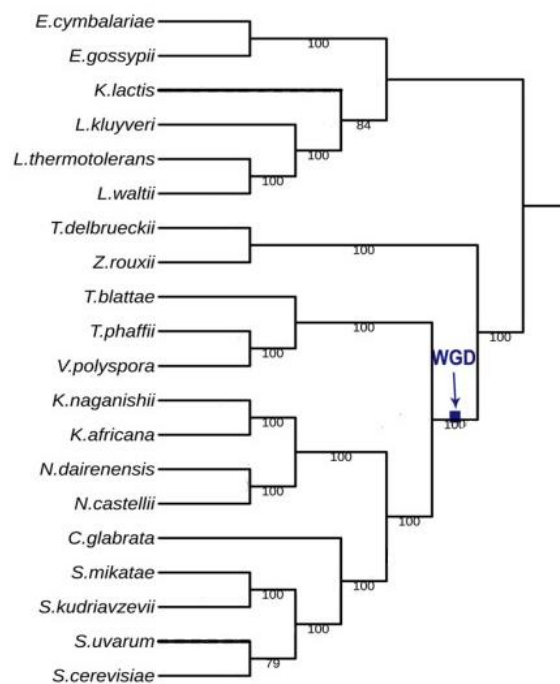 E.cymbalariae
100
E.gossypii
K.lactis
84
L.kluyveri
100
L.thermotolerans
100
L.waltii
T.delbrueckii
100
Z.rouxii
T.blattae
100
100
T.phaffii
WGD
100
V.polyspora
K.naganishii
100
100
K.africana
100
N.dairenensis
100
N.castellii
100
C.glabrata
100
S.mikatae
100
S.kudriavzevii
100
S.uvarum
79
S.cerevisiae